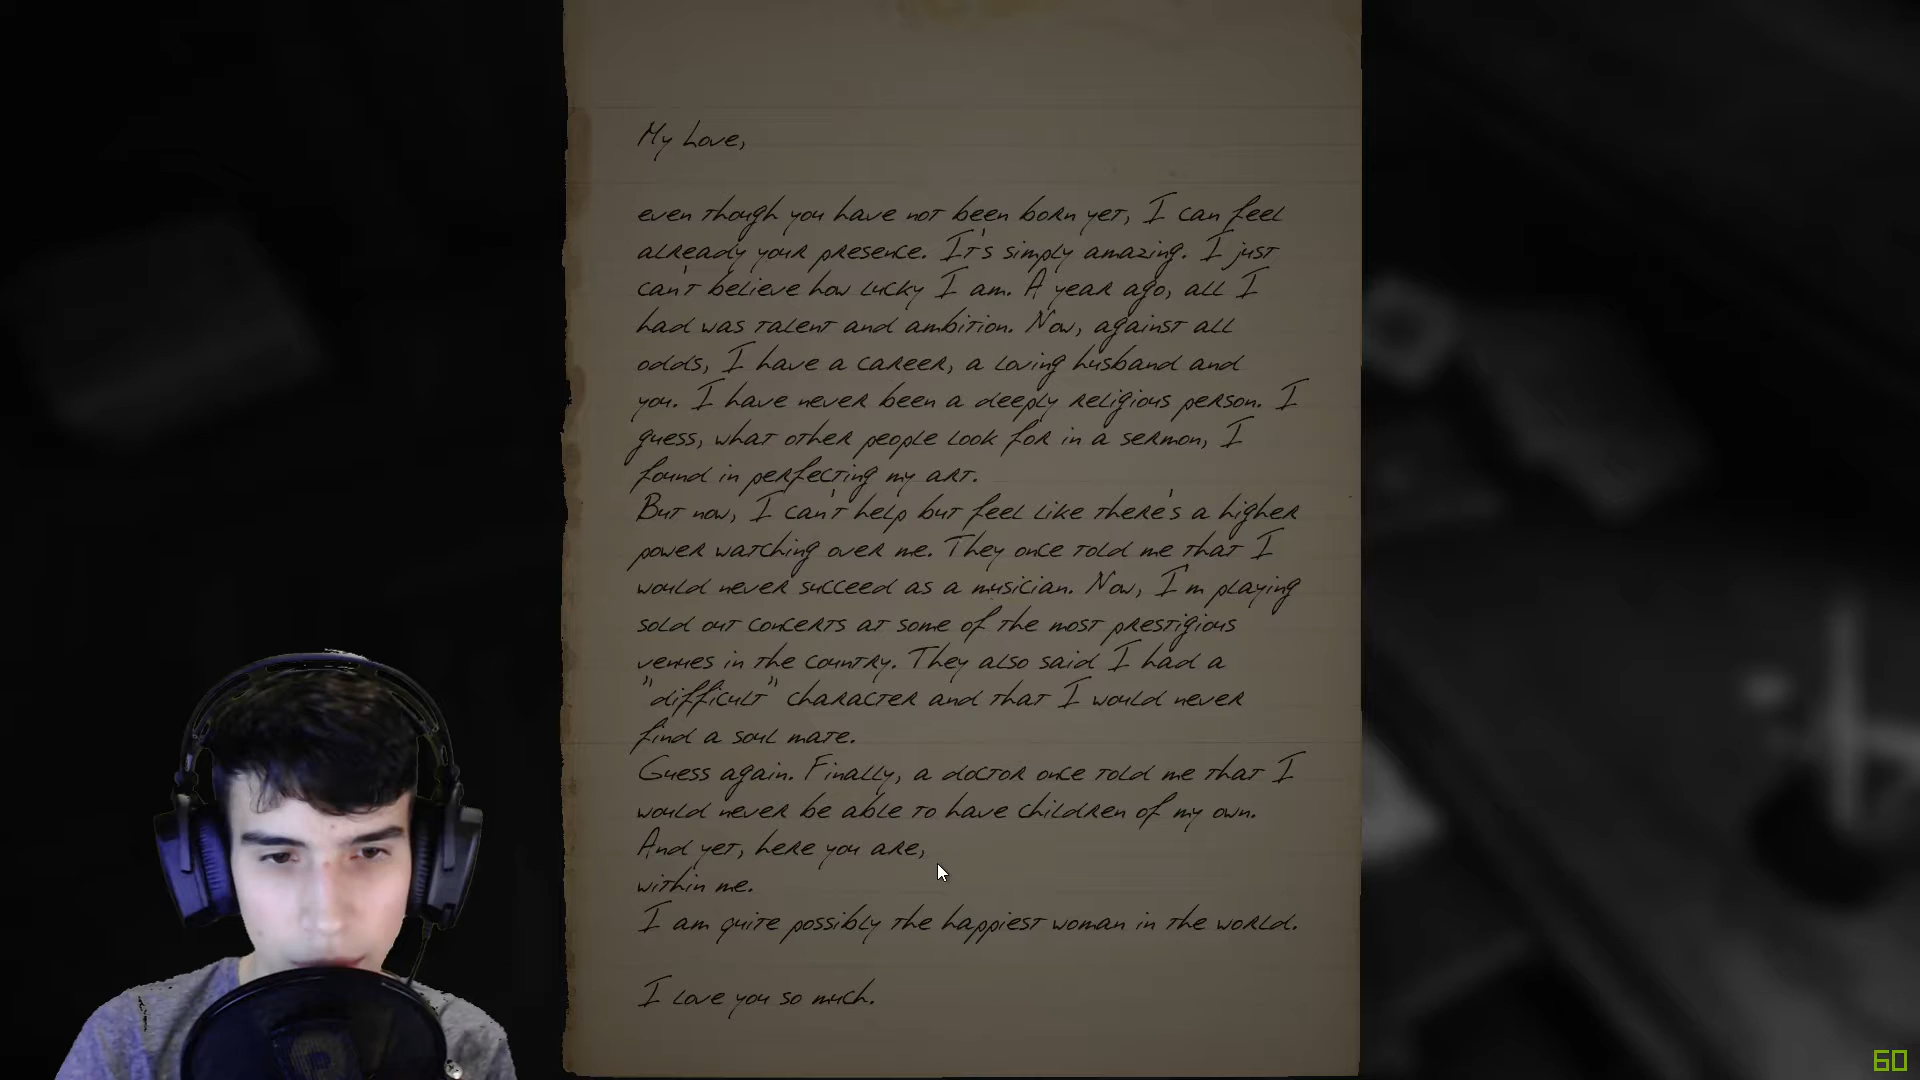 My Love,
even though you have not been born yet, I can feel
already your presence. It's simply amazing. I just
can't believe how lucky I am. A year ago, all I
had was talent and ambition. Now, against all
odds, I have a career, a loving husband and
you. I have never been a deeply religious person. I
guess, what other people look for in a sermon, I
found in perfecting my art.
But now, I can't help but feel like there's a higher
power watching over me. They once told me that I
would never succeed as a musician. Now, I'm playing
sold out concerts at some of the most prestigious
venues in the country. They also said I had a
"difficult" character and that I would never
find a soul mate.
Guess again. Finally, a doctor once told me that I
would never be able to have children of my own.
And yet, here you are,
within me.
I am quite possibly the happiest woman in the world.
I love you so much.
60